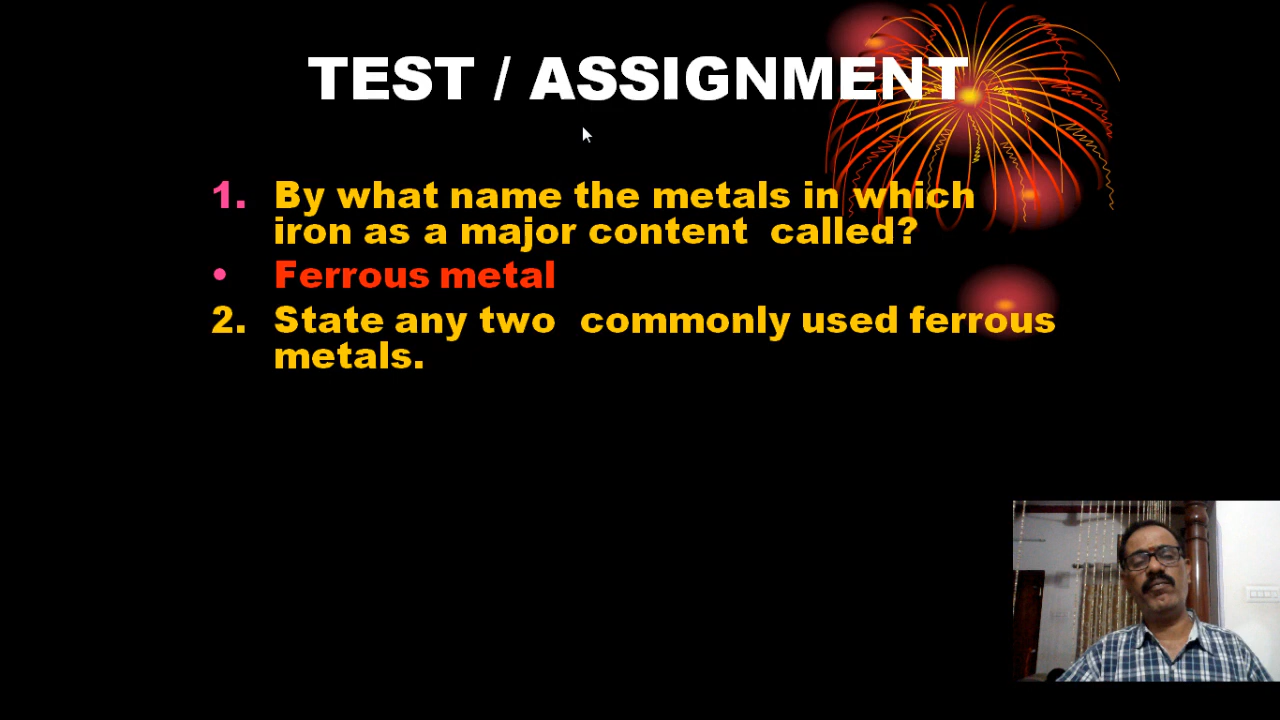 TEST / ASSIGNMENT
1. By what name the metals in which
iron as a major content called?
• Ferrous metal
2. State any two commonly used ferrous
metals.